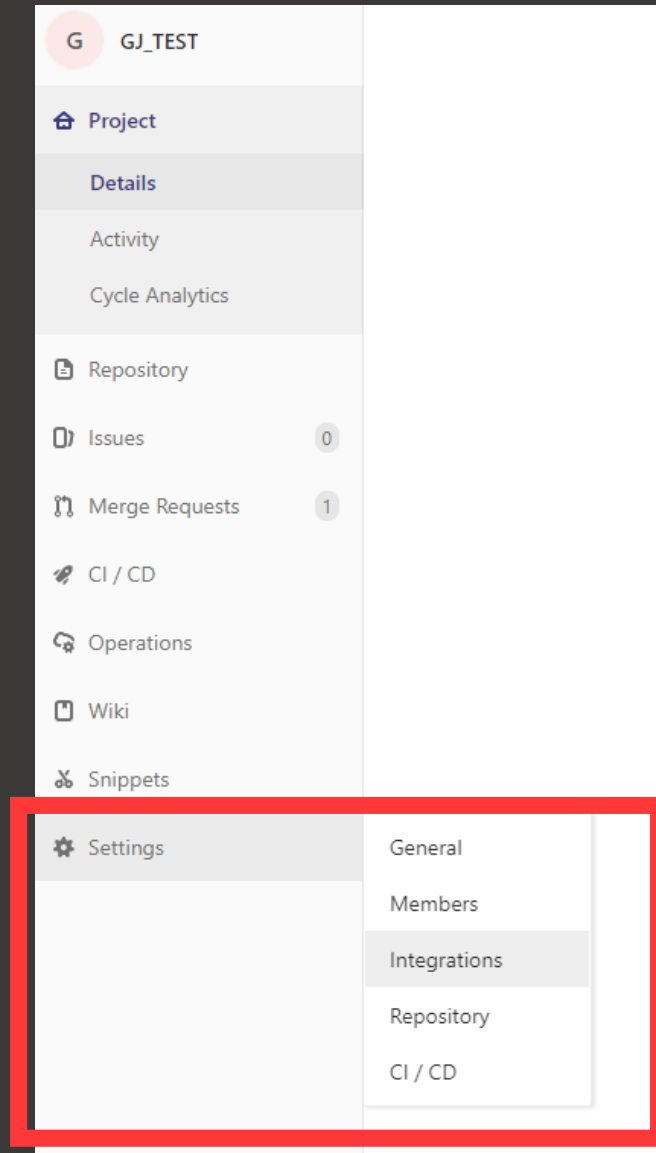 G GJ_TEST
Project
Details
Activity
Cycle Analytics
Repository
Issues 0
Merge Requests 1
CI / CD
Operations
Wiki
Snippets
Settings
General
Members
Integrations
Repository
CI / CD